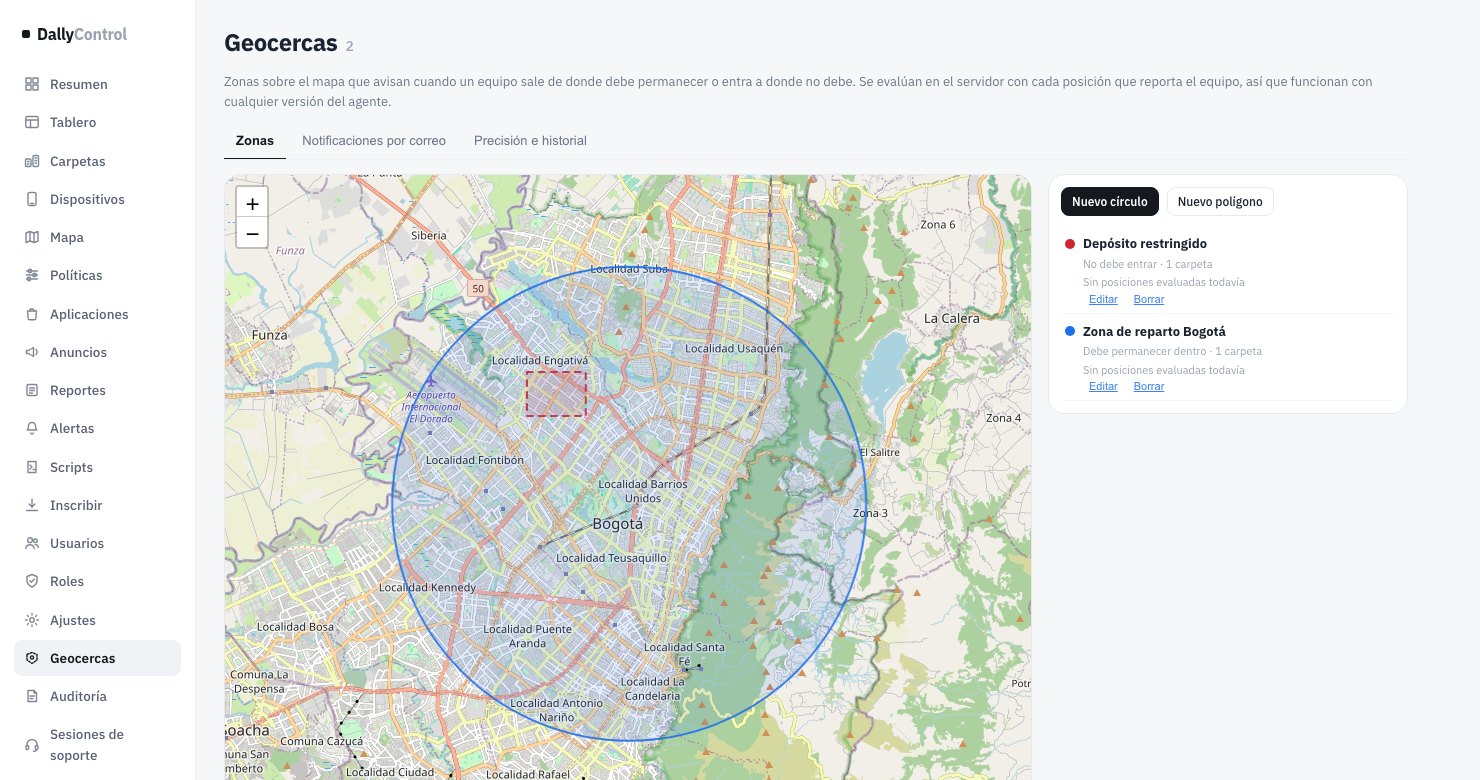 DallyControl
Resumen
Tablero
Carpetas
Dispositivos
Mapa
Políticas
Aplicaciones
Anuncios
Reportes
Alertas
Scripts
Inscribir
Usuarios
Roles
Ajustes
Geocercas
Auditoría
Sesiones de
soporte
Geocercas 2
Zonas sobre el mapa que avisan cuando un equipo sale de donde debe permanecer o entra a donde no debe. Se evalúan en el servidor con cada posición que reporta el equipo, así que funcionan con
cualquier versión del agente.
Zonas
Notificaciones por correo
Precisión e historial
+
−
Siberia
Funza
Zona 6
Localidad Suba
50
La Calera
Funza
Localidad Usaquén
Localidad Engativá
Aeropuerto
Internacional
El Dorado
Zona 4
El Salitre
Localidad Fontibón
Localidad Barrios
Unidos
Zona 3
Bogotá
Localidad Teusaquillo
Localidad Kennedy
Localidad Bosa
Localidad Puente
Aranda
Localidad Santa
Fé
Comuna La
Despensa
Localidad La
Candelaria
Potr
Localidad Antonio
Nariño
Soacha
Comuna Cazucá
muna San
mberto
Localidad Ciudad
Localidad Rafael
Nuevo círculo
Nuevo polígono
Depósito restringido
No debe entrar · 1 carpeta
Sin posiciones evaluadas todavía
Editar
Borrar
Zona de reparto Bogotá
Debe permanecer dentro · 1 carpeta
Sin posiciones evaluadas todavía
Editar
Borrar